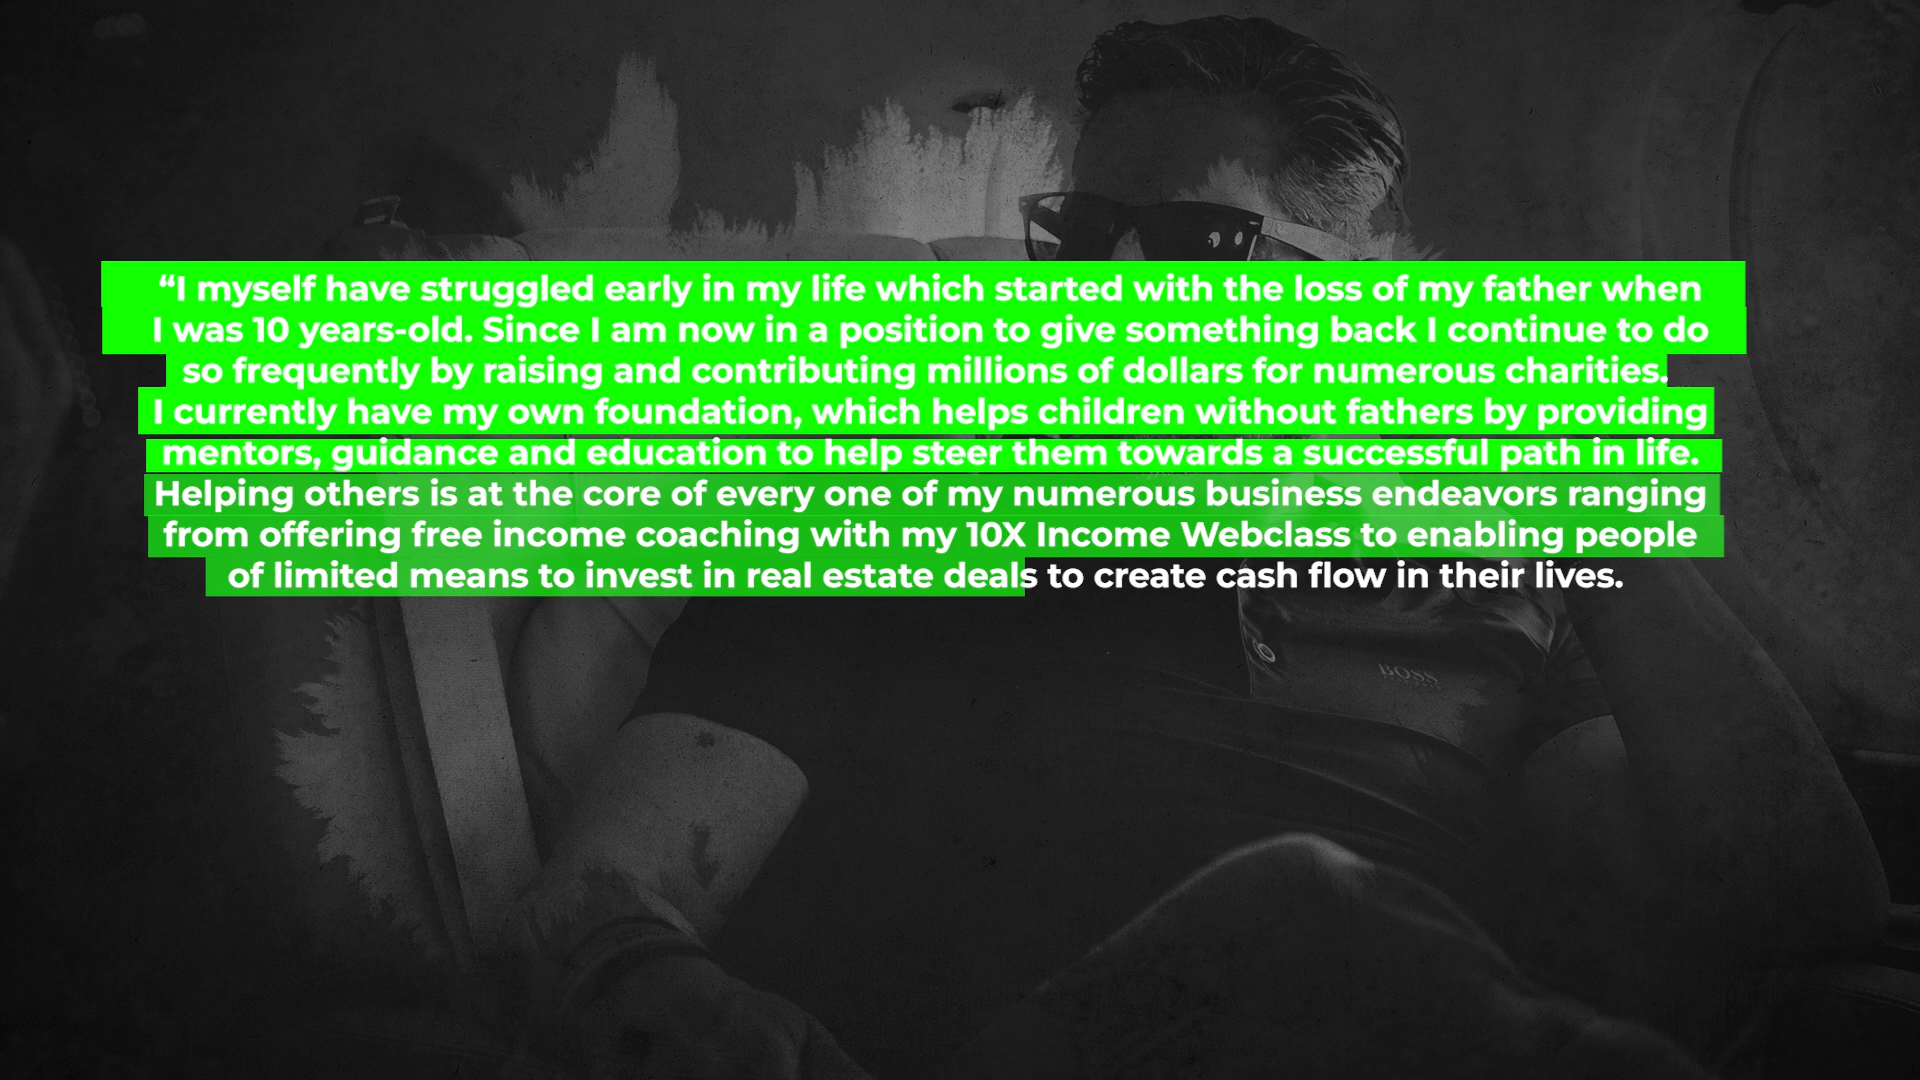 “I myself have struggled early in my life which started with the loss of my father when
I was 10 years-old. Since I am now in a position to give something back I continue to do
so frequently by raising and contributing millions of dollars for numerous charities.
I currently have my own foundation, which helps children without fathers by providing
mentors, guidance and education to help steer them towards a successful path in life.
Helping others is at the core of every one of my numerous business endeavors ranging
from offering free income coaching with my 10X Income Webclass to enabling people
of limited means to invest in real estate deals to create cash flow in their lives.
BOSS